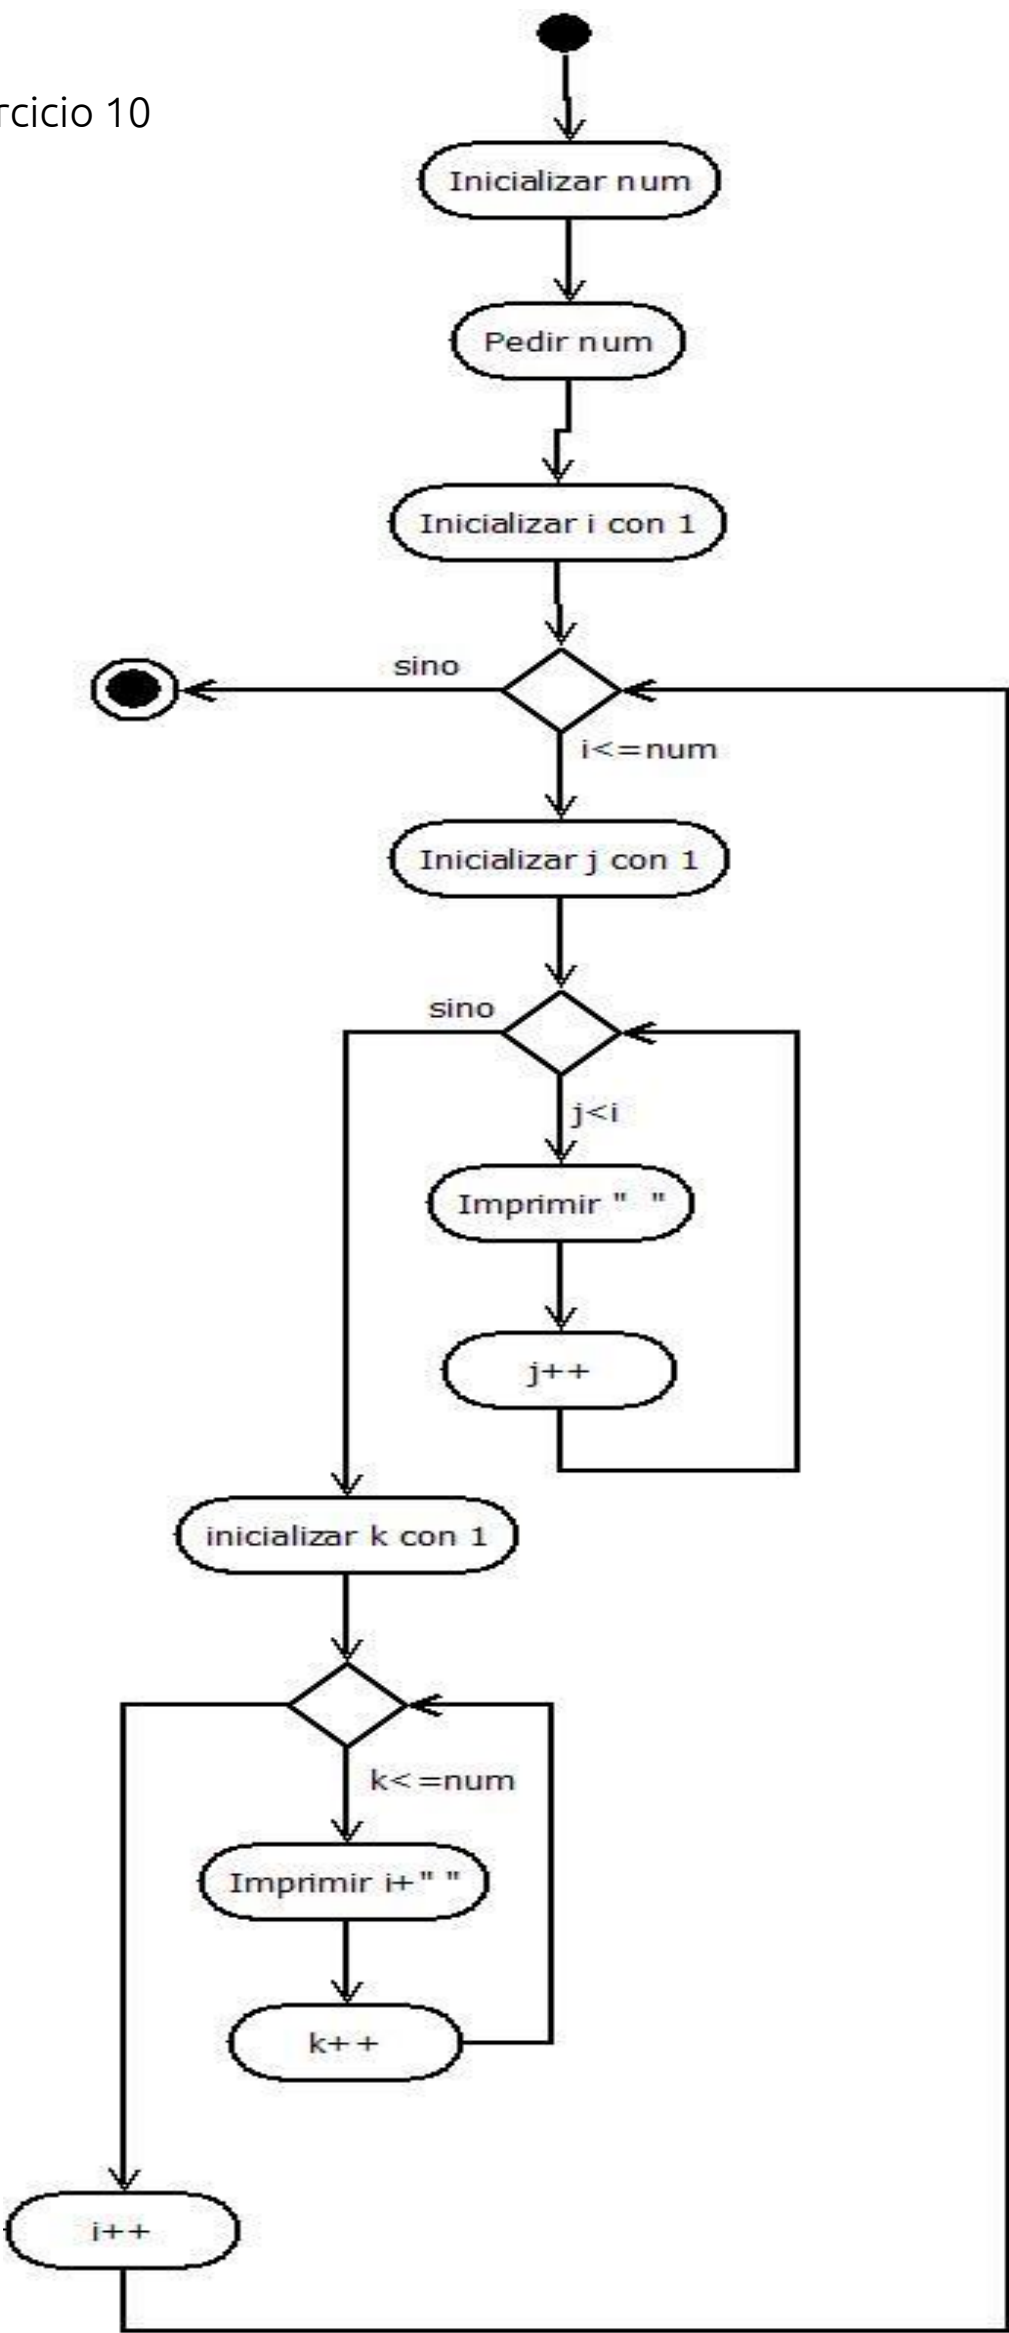 rcicio 10
Inicializar num
Pedir num
Inicializar i con 1
sino
i<=num
Inicializar j con 1
sino
j<i
Imprimir "  "
j++
inicializar k con 1
k<=num
Imprimir i+" "
k++
i++